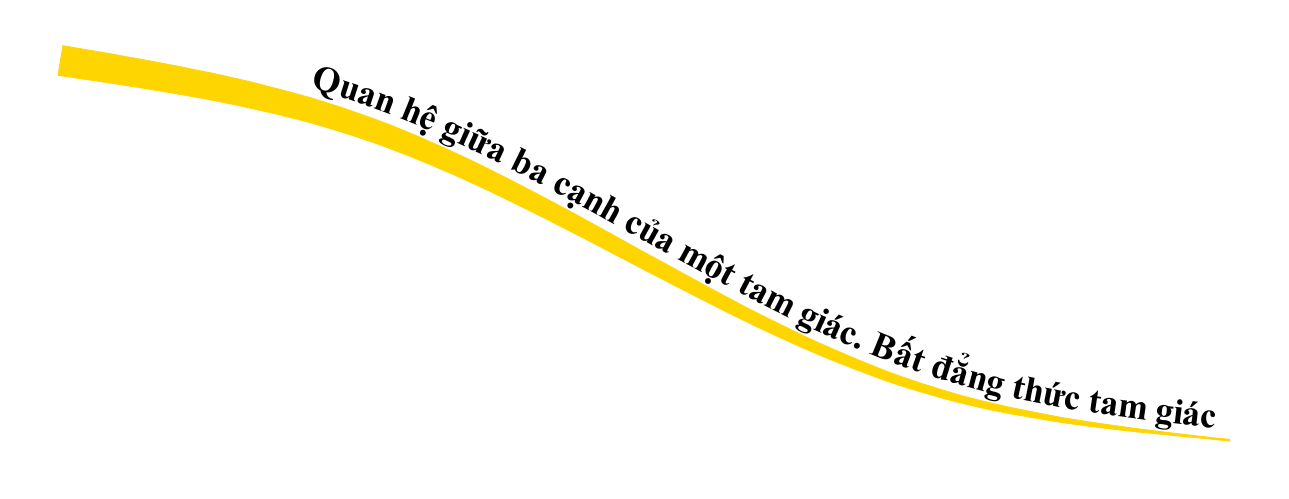 Quan hệ giữa ba cạnh của một tam giác. Bất đẳng thức tam giác